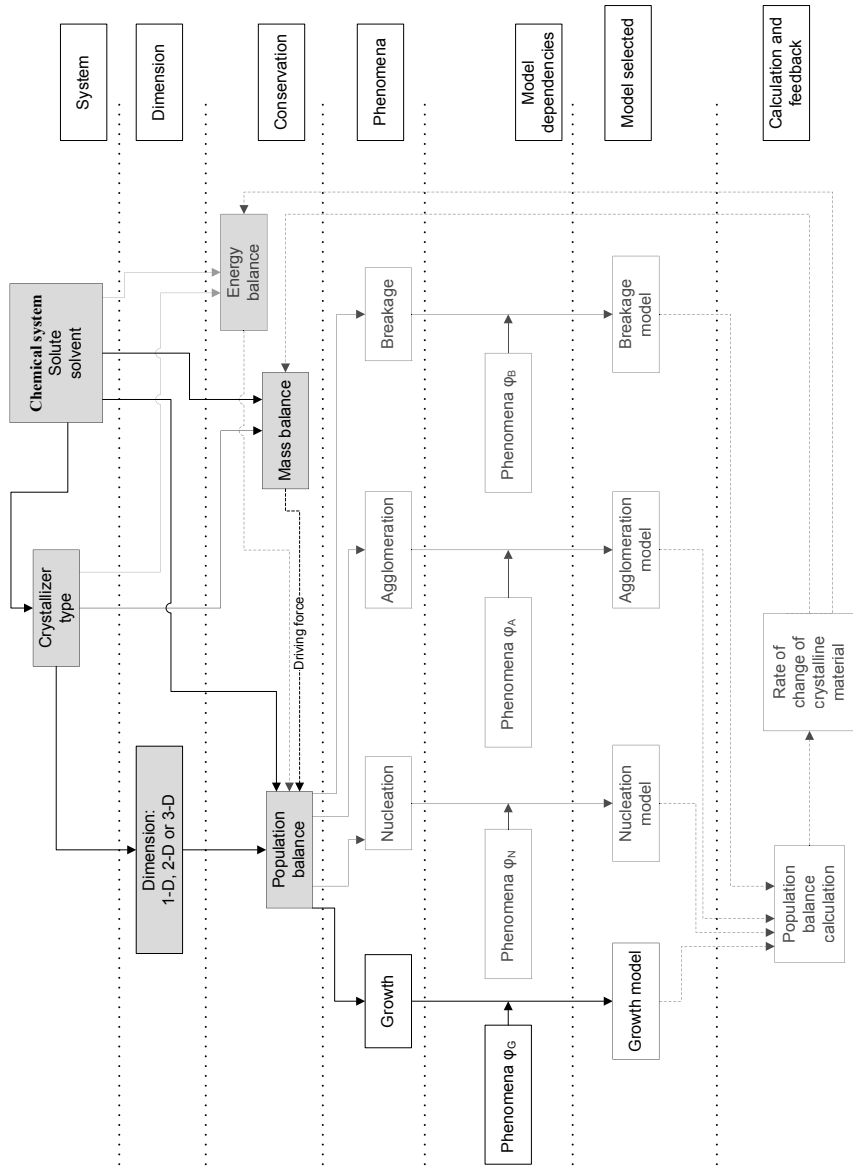 System
Dimension
Conservation
Phenomena
Model
dependencies
Model selected
Calculation and
feedback
Chemical system
Solute
solvent
Crystallizer
type
Dimension:
1-D, 2-D or 3-D
Energy
balance
Mass balance
Driving force
Population
balance
Breakage
Agglomeration
Nucleation
Growth
Phenomena φB
Phenomena φA
Phenomena φN
Phenomena φG
Breakage
model
Agglomeration
model
Nucleation
model
Growth model
Rate of
change of
crystalline
material
Population
balance
calculation